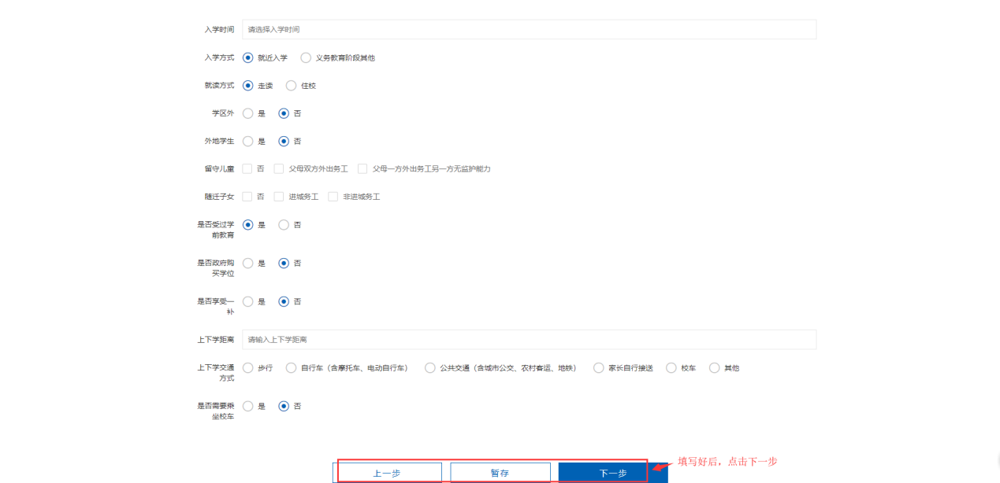 入学时间 请选择入学时间
入学方式 就近入学 义务教育阶段其他
就读方式 走读 住校
学区外 是 否
外地学生 是 否
留守儿童 否 父母双方外出务工 父母一方外出务工另一方无监护能力
随迁子女 否 进城务工 非进城务工
是否受过学 是 否
前教育
是否政府购 是 否
买学位
是否享受一 是 否
补
上下学距离 请输入上下学距离
上下学交通 步行 自行车（含摩托车、电动自行车） 公共交通（含城市公交、农村客运、地铁） 家长自行接送 校车 其他
方式
是否需要乘 是 否
坐校车
填写好后，点击下一步
上一步 暂存 下一步